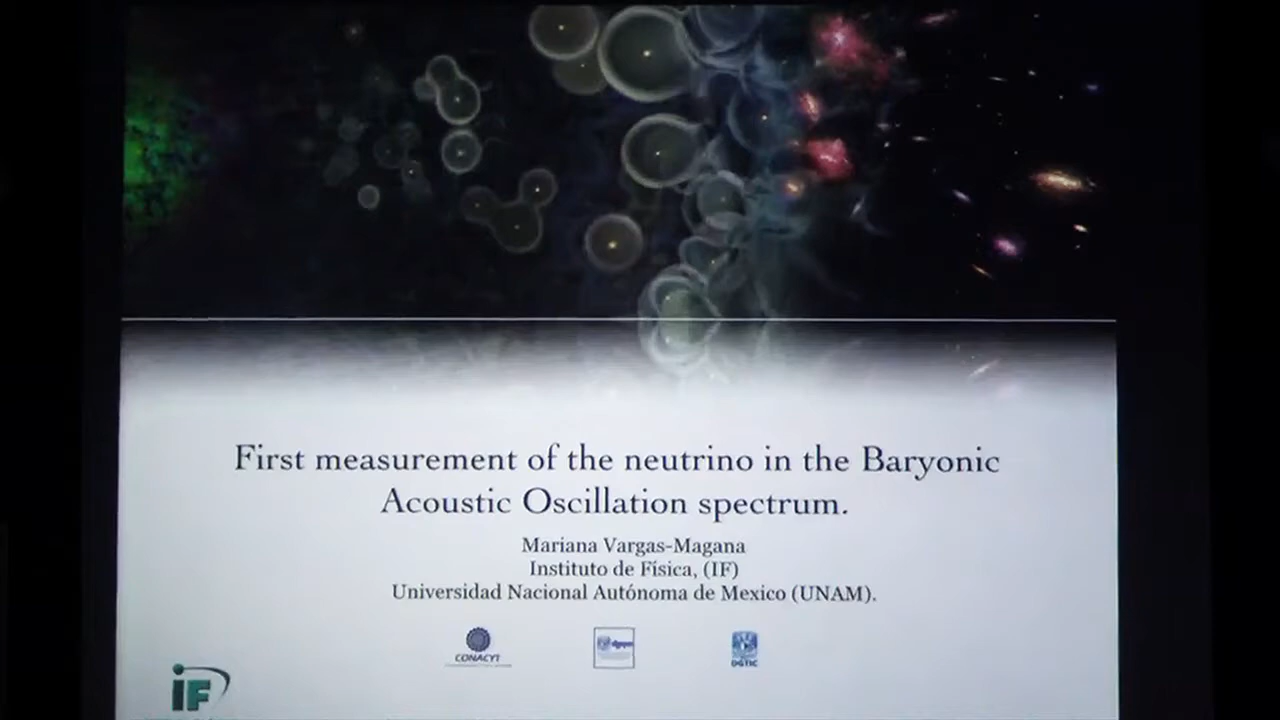 First measurement of the neutrino in the Baryonic
Acoustic Oscillation spectrum.
Mariana Vargas-Magana
Instituto de Física, (IF)
Universidad Nacional Autónoma de Mexico (UNAM).
CONACYT
DGTIC
iF